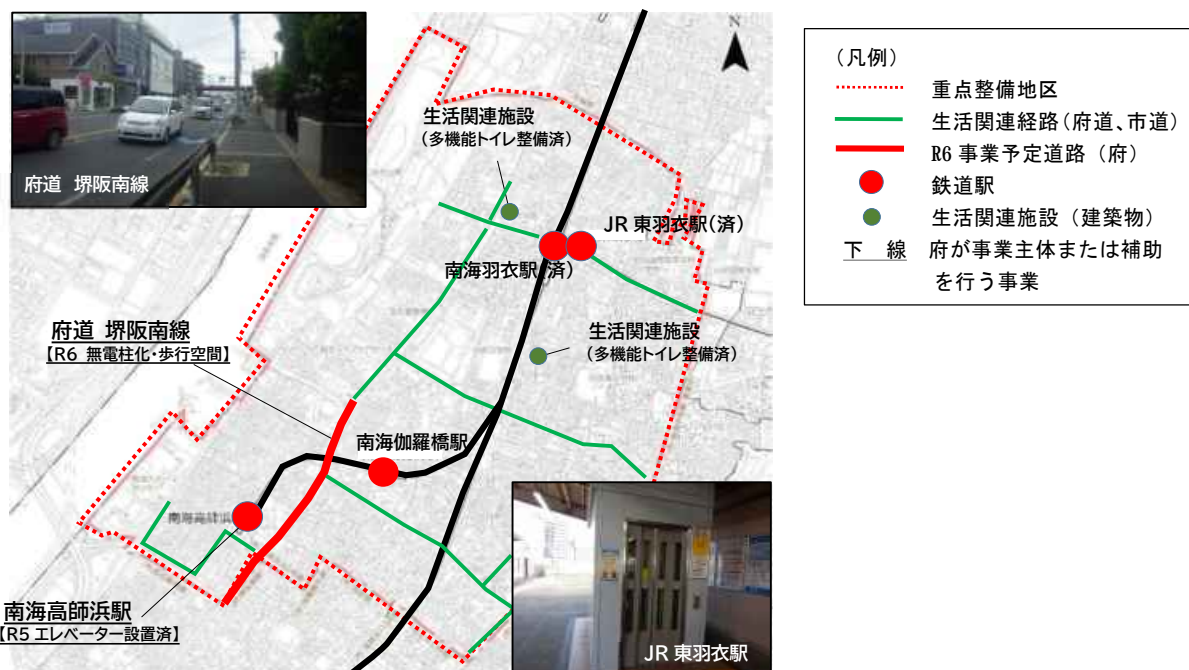 府道 堺阪南線
N
生活関連施設
(多機能トイレ整備済)
JR 東羽衣駅(済)
南海羽衣駅(済)
府道 堺阪南線
【R6 無電柱化・歩行空間】
生活関連施設
(多機能トイレ整備済)
南海伽羅橋駅
南海高師浜
南海高師浜駅
【R5 エレベーター設置済】
JR 東羽衣駅
(凡例)
重点整備地区
生活関連経路(府道、市道)
R6 事業予定道路(府)
鉄道駅
生活関連施設(建築物)
下 線 府が事業主体または補助
を行う事業